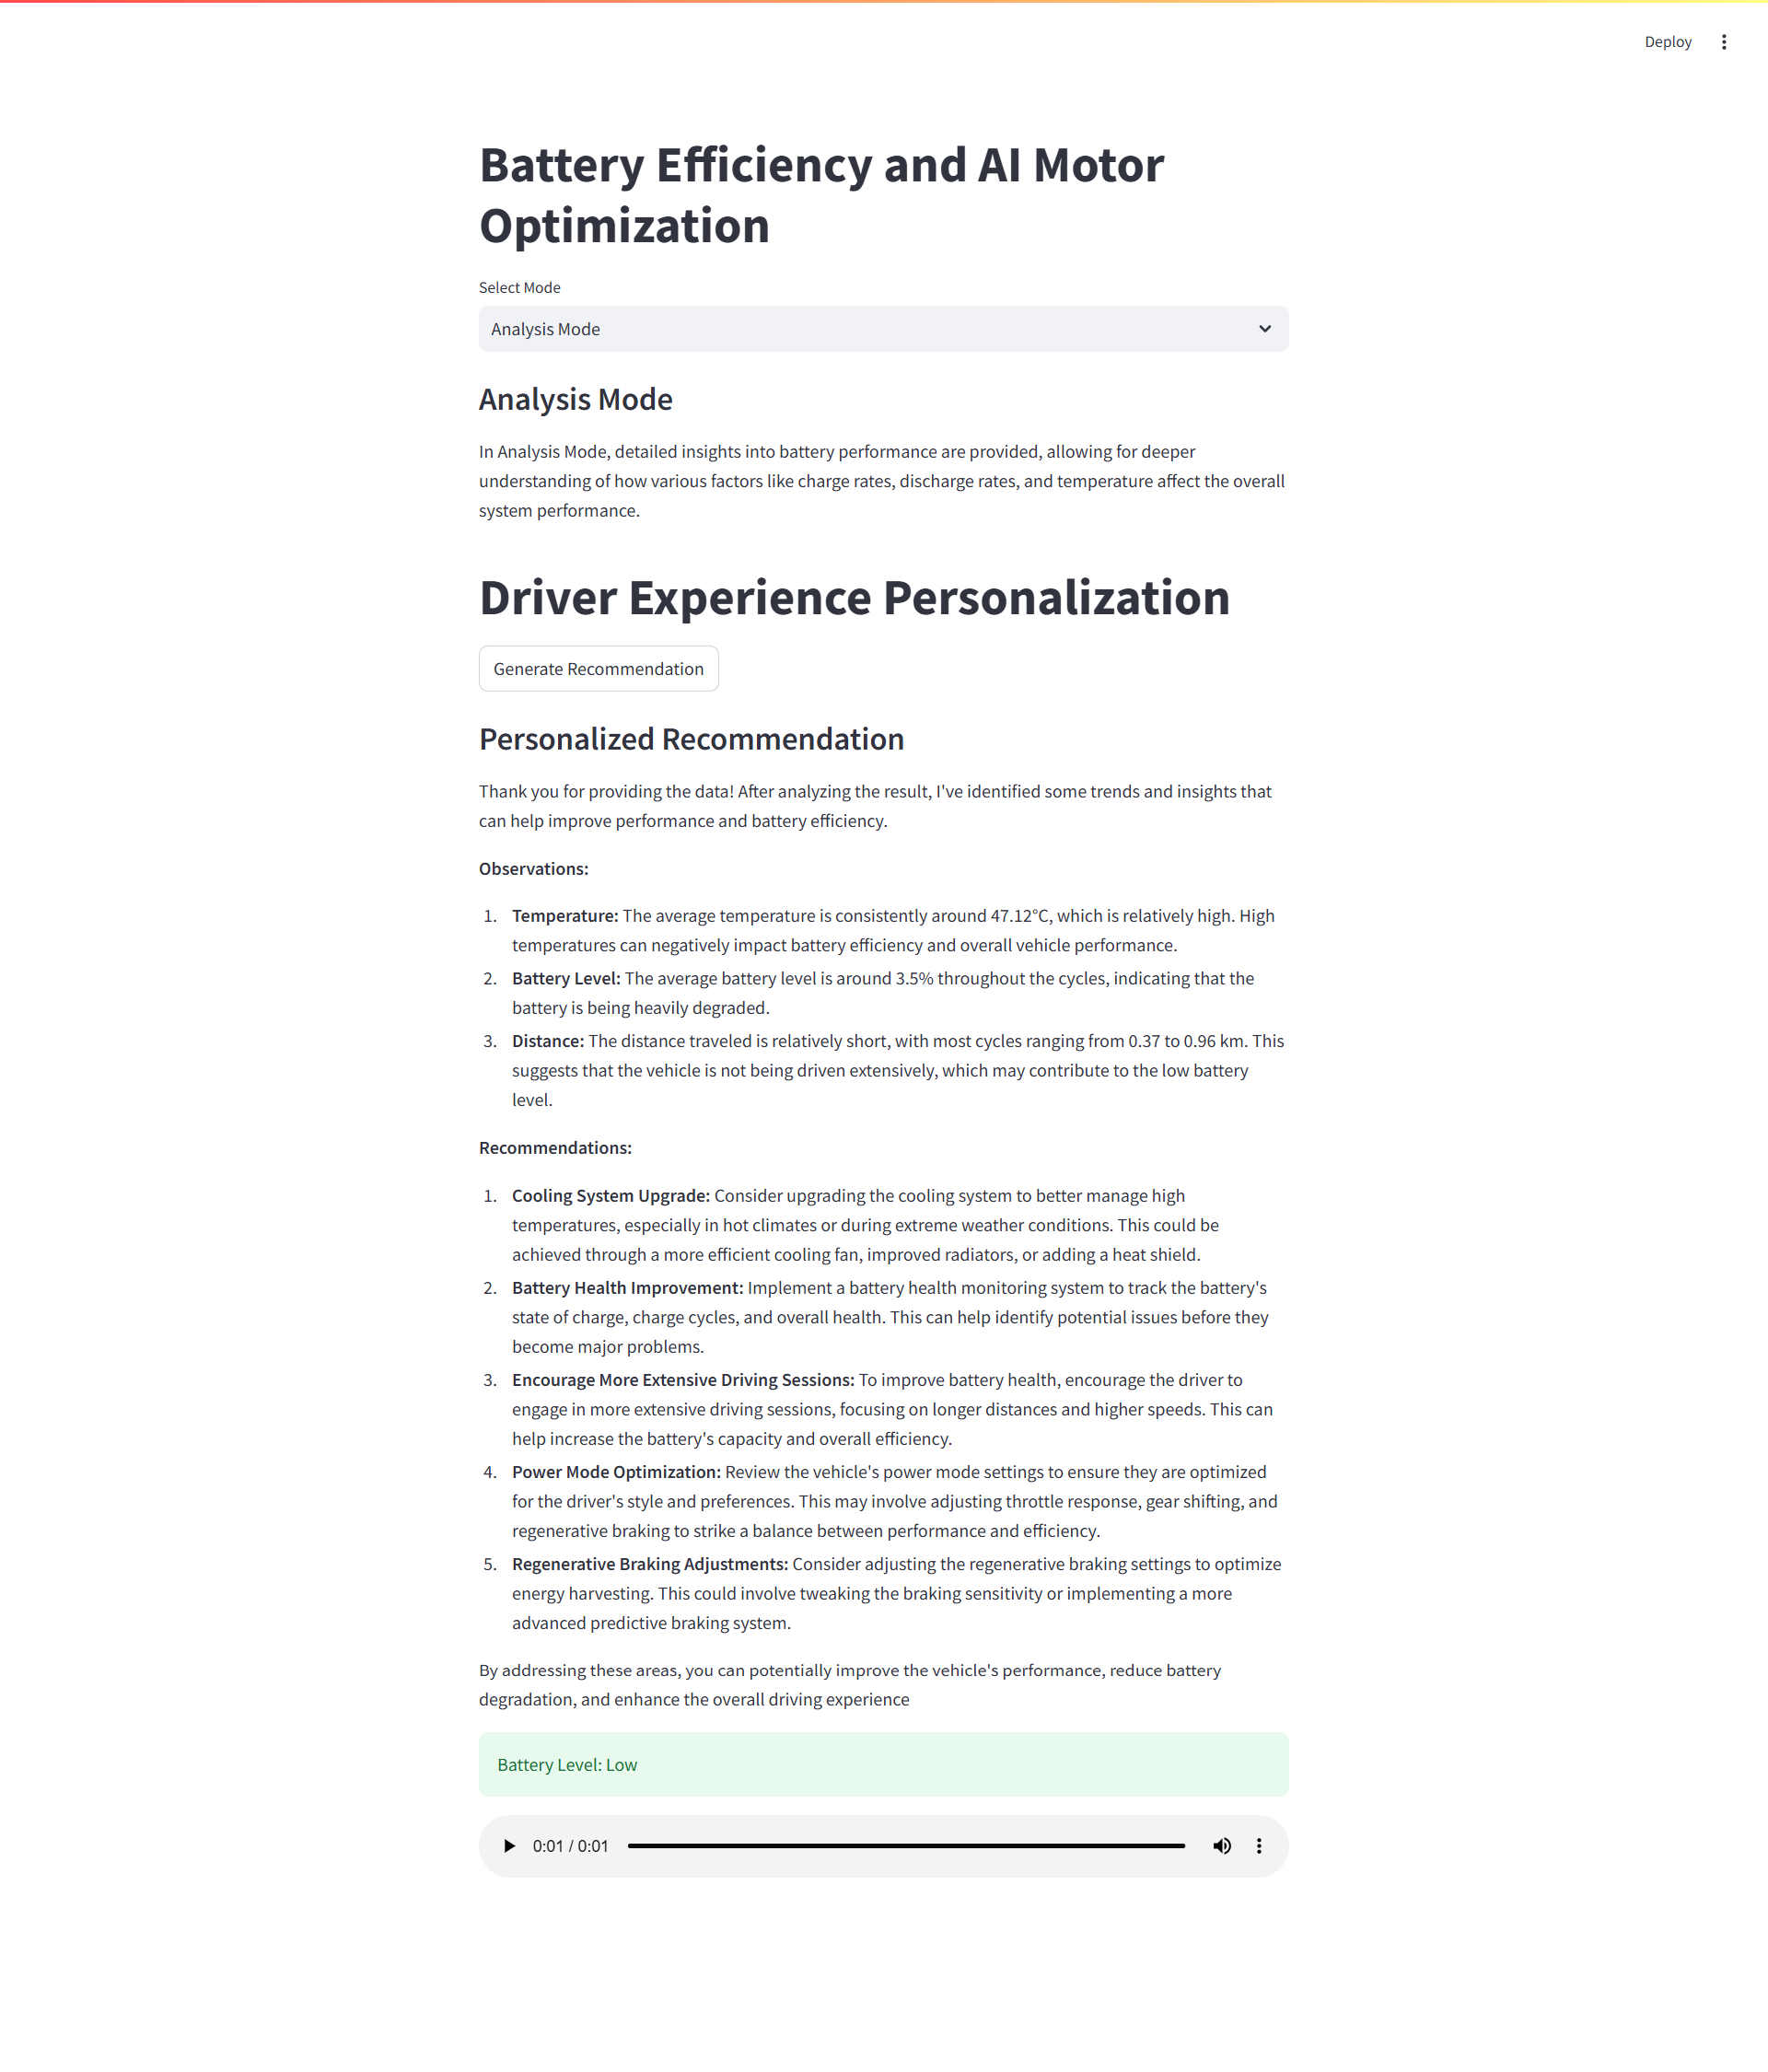 Deploy
Battery Efficiency and AI Motor
Optimization
Select Mode
Analysis Mode
Analysis Mode
In Analysis Mode, detailed insights into battery performance are provided, allowing for deeper
understanding of how various factors like charge rates, discharge rates, and temperature affect the overall
system performance.
Driver Experience Personalization
Generate Recommendation
Personalized Recommendation
Thank you for providing the data! After analyzing the result, I've identified some trends and insights that
can help improve performance and battery efficiency.
Observations:
1. Temperature: The average temperature is consistently around 47.12°C, which is relatively high. High
temperatures can negatively impact battery efficiency and overall vehicle performance.
2. Battery Level: The average battery level is around 3.5% throughout the cycles, indicating that the
battery is being heavily degraded.
3. Distance: The distance traveled is relatively short, with most cycles ranging from 0.37 to 0.96 km. This
suggests that the vehicle is not being driven extensively, which may contribute to the low battery
level.
Recommendations:
1. Cooling System Upgrade: Consider upgrading the cooling system to better manage high
temperatures, especially in hot climates or during extreme weather conditions. This could be
achieved through a more efficient cooling fan, improved radiators, or adding a heat shield.
2. Battery Health Improvement: Implement a battery health monitoring system to track the battery's
state of charge, charge cycles, and overall health. This can help identify potential issues before they
become major problems.
3. Encourage More Extensive Driving Sessions: To improve battery health, encourage the driver to
engage in more extensive driving sessions, focusing on longer distances and higher speeds. This can
help increase the battery's capacity and overall efficiency.
4. Power Mode Optimization: Review the vehicle's power mode settings to ensure they are optimized
for the driver's style and preferences. This may involve adjusting throttle response, gear shifting, and
regenerative braking to strike a balance between performance and efficiency.
5. Regenerative Braking Adjustments: Consider adjusting the regenerative braking settings to optimize
energy harvesting. This could involve tweaking the braking sensitivity or implementing a more
advanced predictive braking system.
By addressing these areas, you can potentially improve the vehicle's performance, reduce battery
degradation, and enhance the overall driving experience
Battery Level: Low
0:01 / 0:01